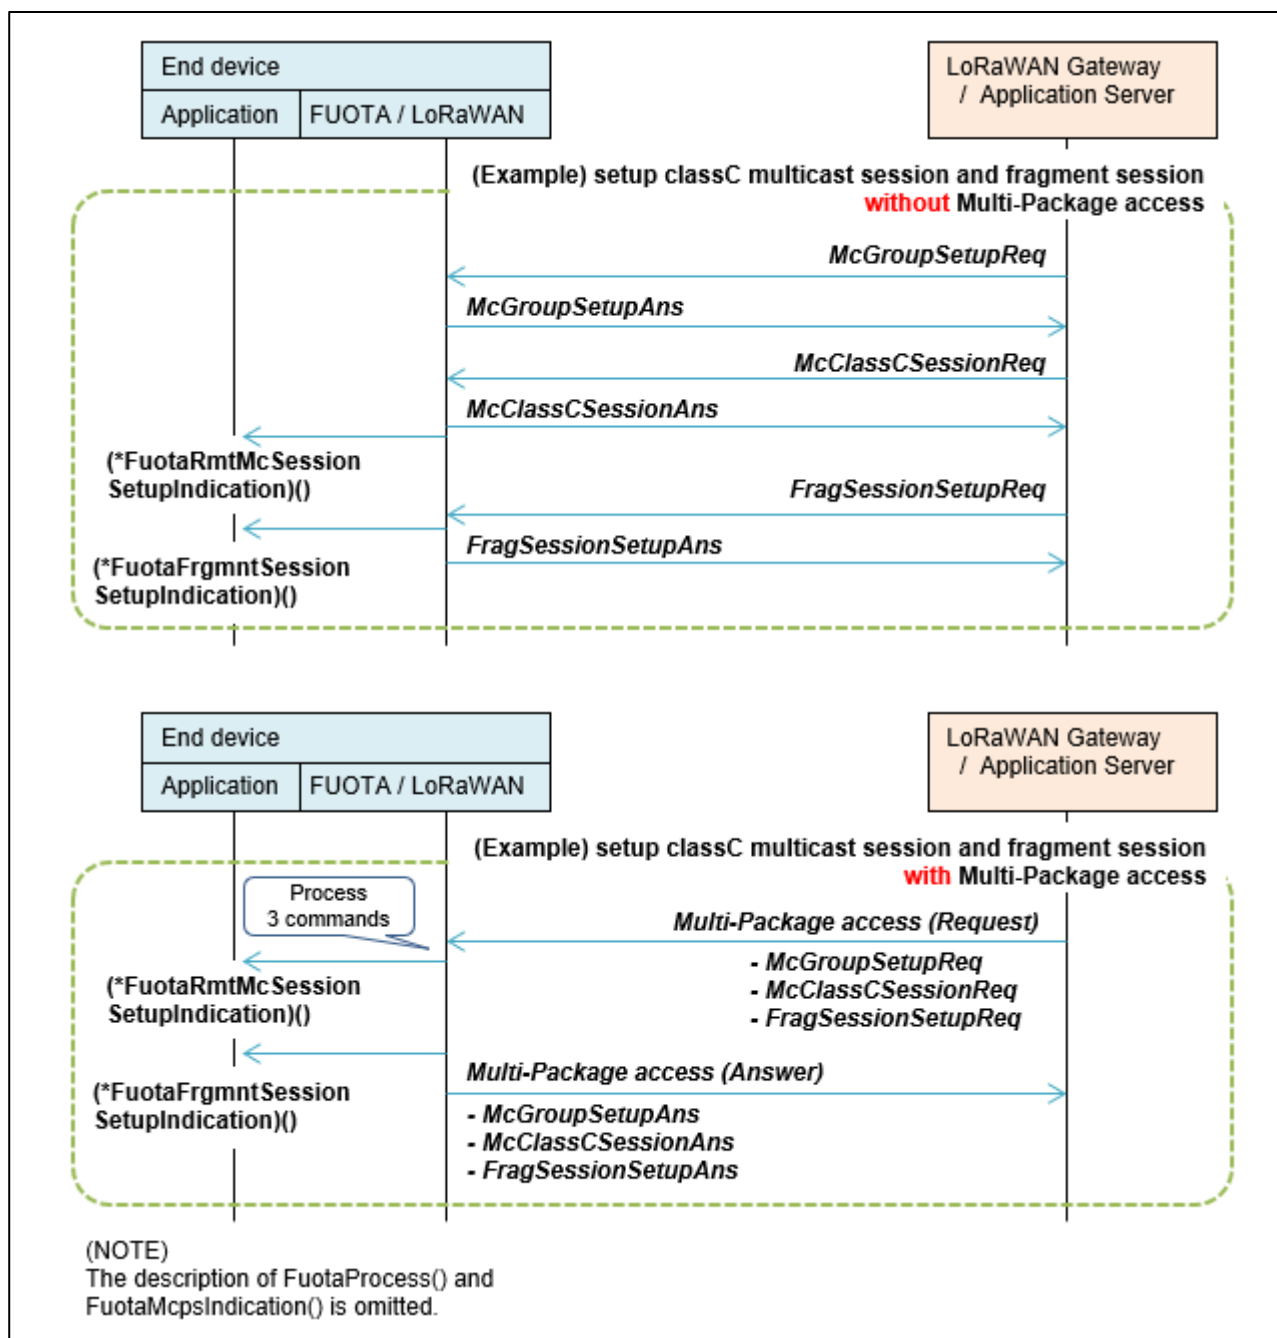 End device
Application
FUOTA / LoRaWAN
LoRaWAN Gateway
/ Application Server
(Example) setup classC multicast session and fragment session
without Multi-Package access
McGroupSetupReq
McGroupSetupAns
McClassCSessionReq
McClassCSessionAns
(*FuotaRmtMcSession
SetupIndication)()
FragSessionSetupReq
FragSessionSetupAns
(*FuotaFrgmntSession
SetupIndication)()
End device
Application
FUOTA / LoRaWAN
LoRaWAN Gateway
/ Application Server
(Example) setup classC multicast session and fragment session
with Multi-Package access
Process
3 commands
Multi-Package access (Request)
- McGroupSetupReq
- McClassCSessionReq
- FragSessionSetupReq
(*FuotaRmtMcSession
SetupIndication)()
Multi-Package access (Answer)
- McGroupSetupAns
- McClassCSessionAns
- FragSessionSetupAns
(*FuotaFrgmntSession
SetupIndication)()
(NOTE)
The description of FuotaProcess() and
FuotaMcpsIndication() is omitted.